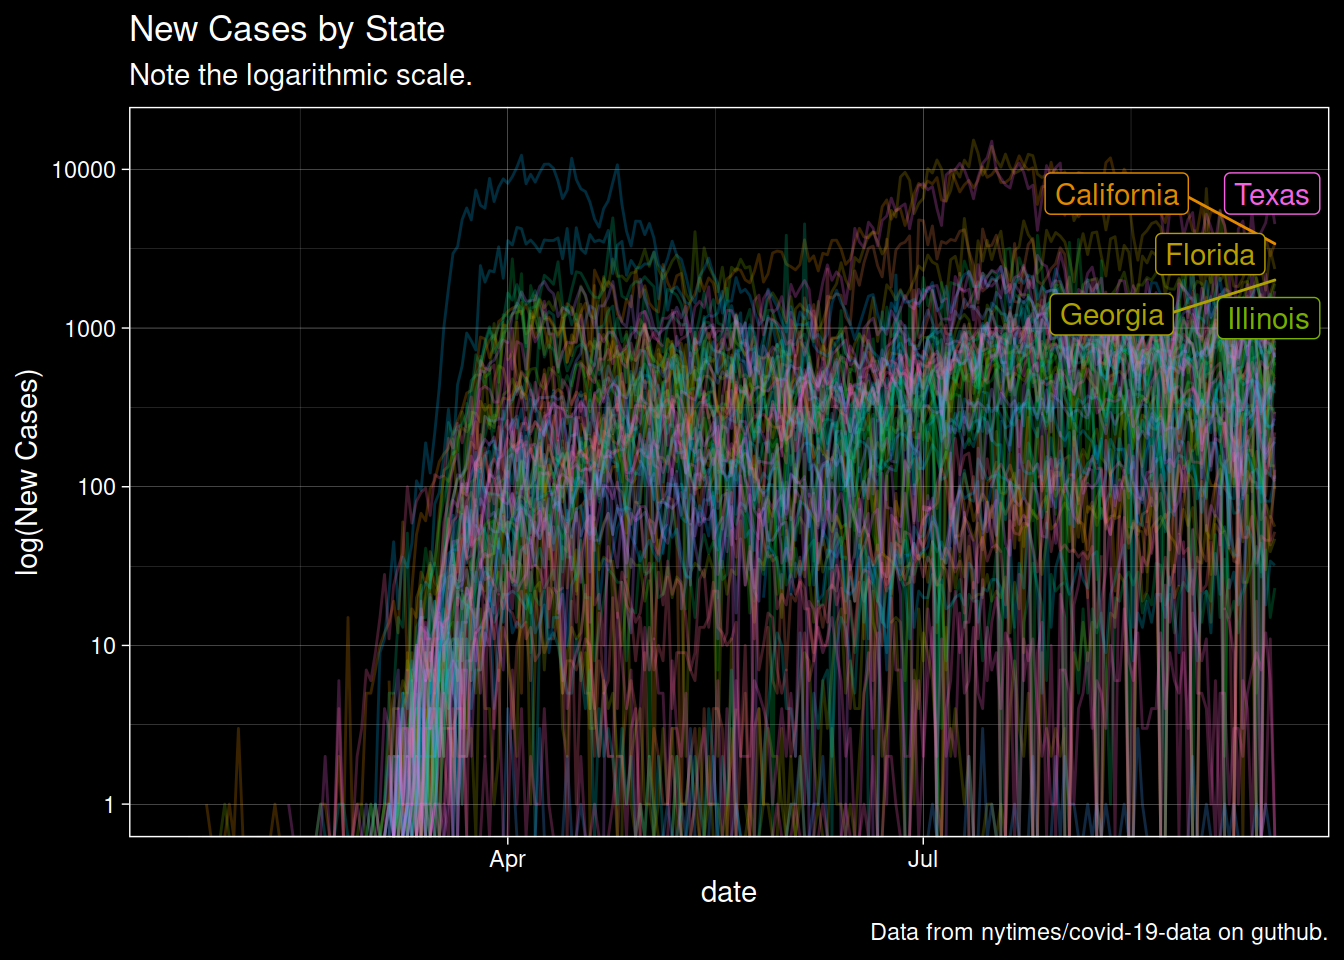 New Cases by State
Note the logarithmic scale.
10000
1000
100
10
1
log(New Cases)
California
Texas
Florida
Georgia
Illinois
Apr
Jul
date
Data from nytimes/covid-19-data on guthub.